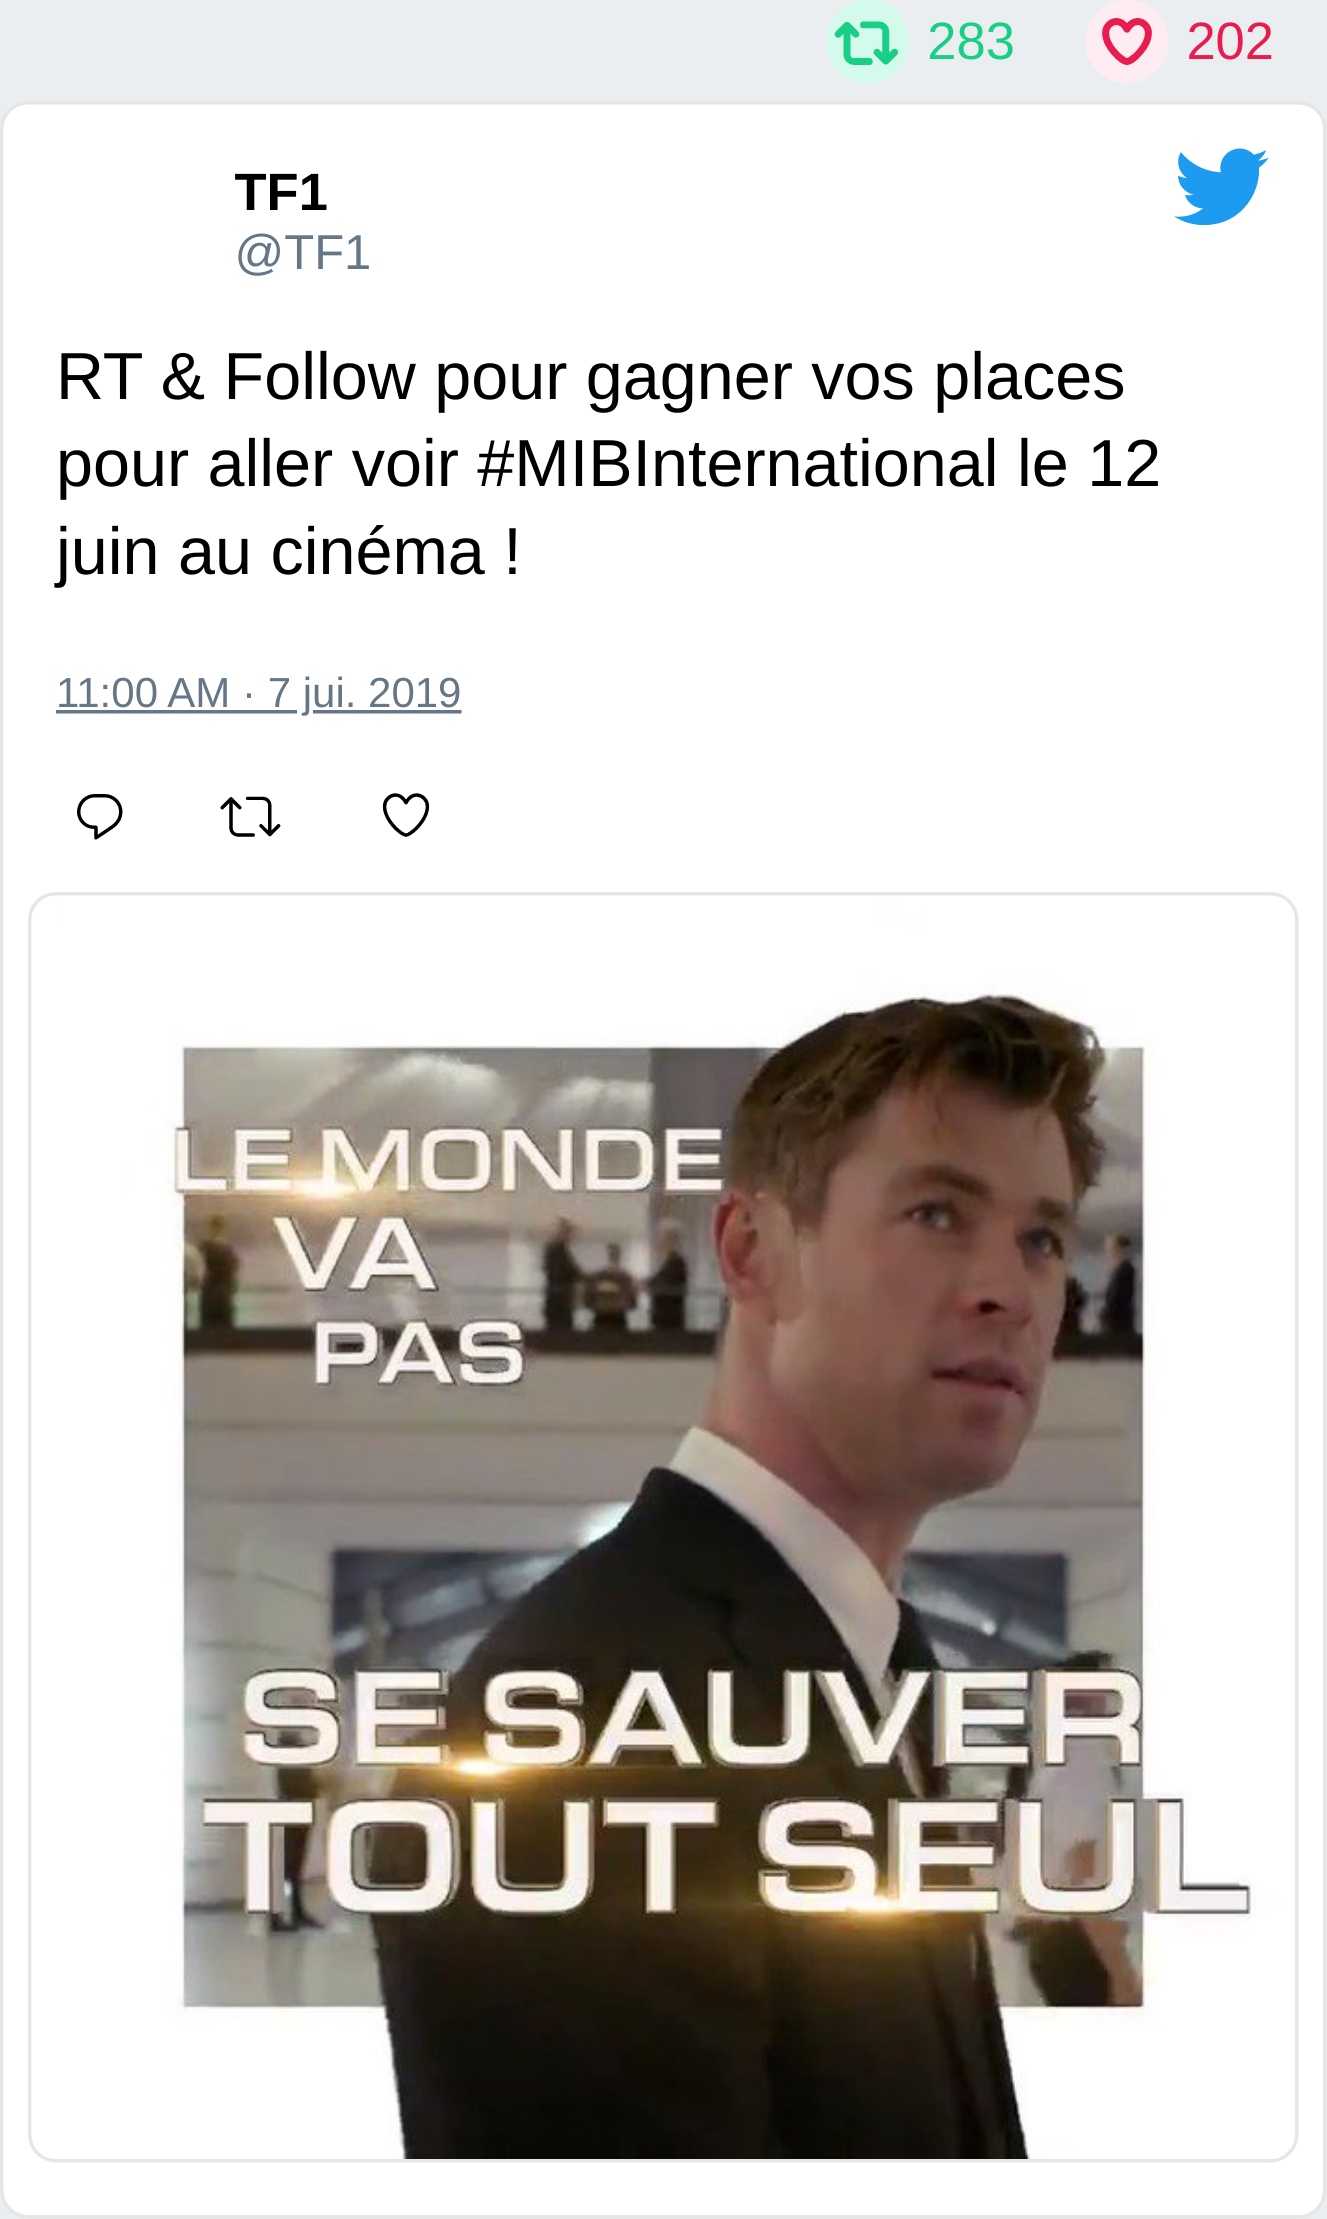 283 202
TF1
@TF1
RT & Follow pour gagner vos places
pour aller voir #MIBInternational le 12
juin au cinéma !
11:00 AM · 7 jui. 2019
LE MONDE
VA
PAS
SE SAUVER
TOUT SEUL